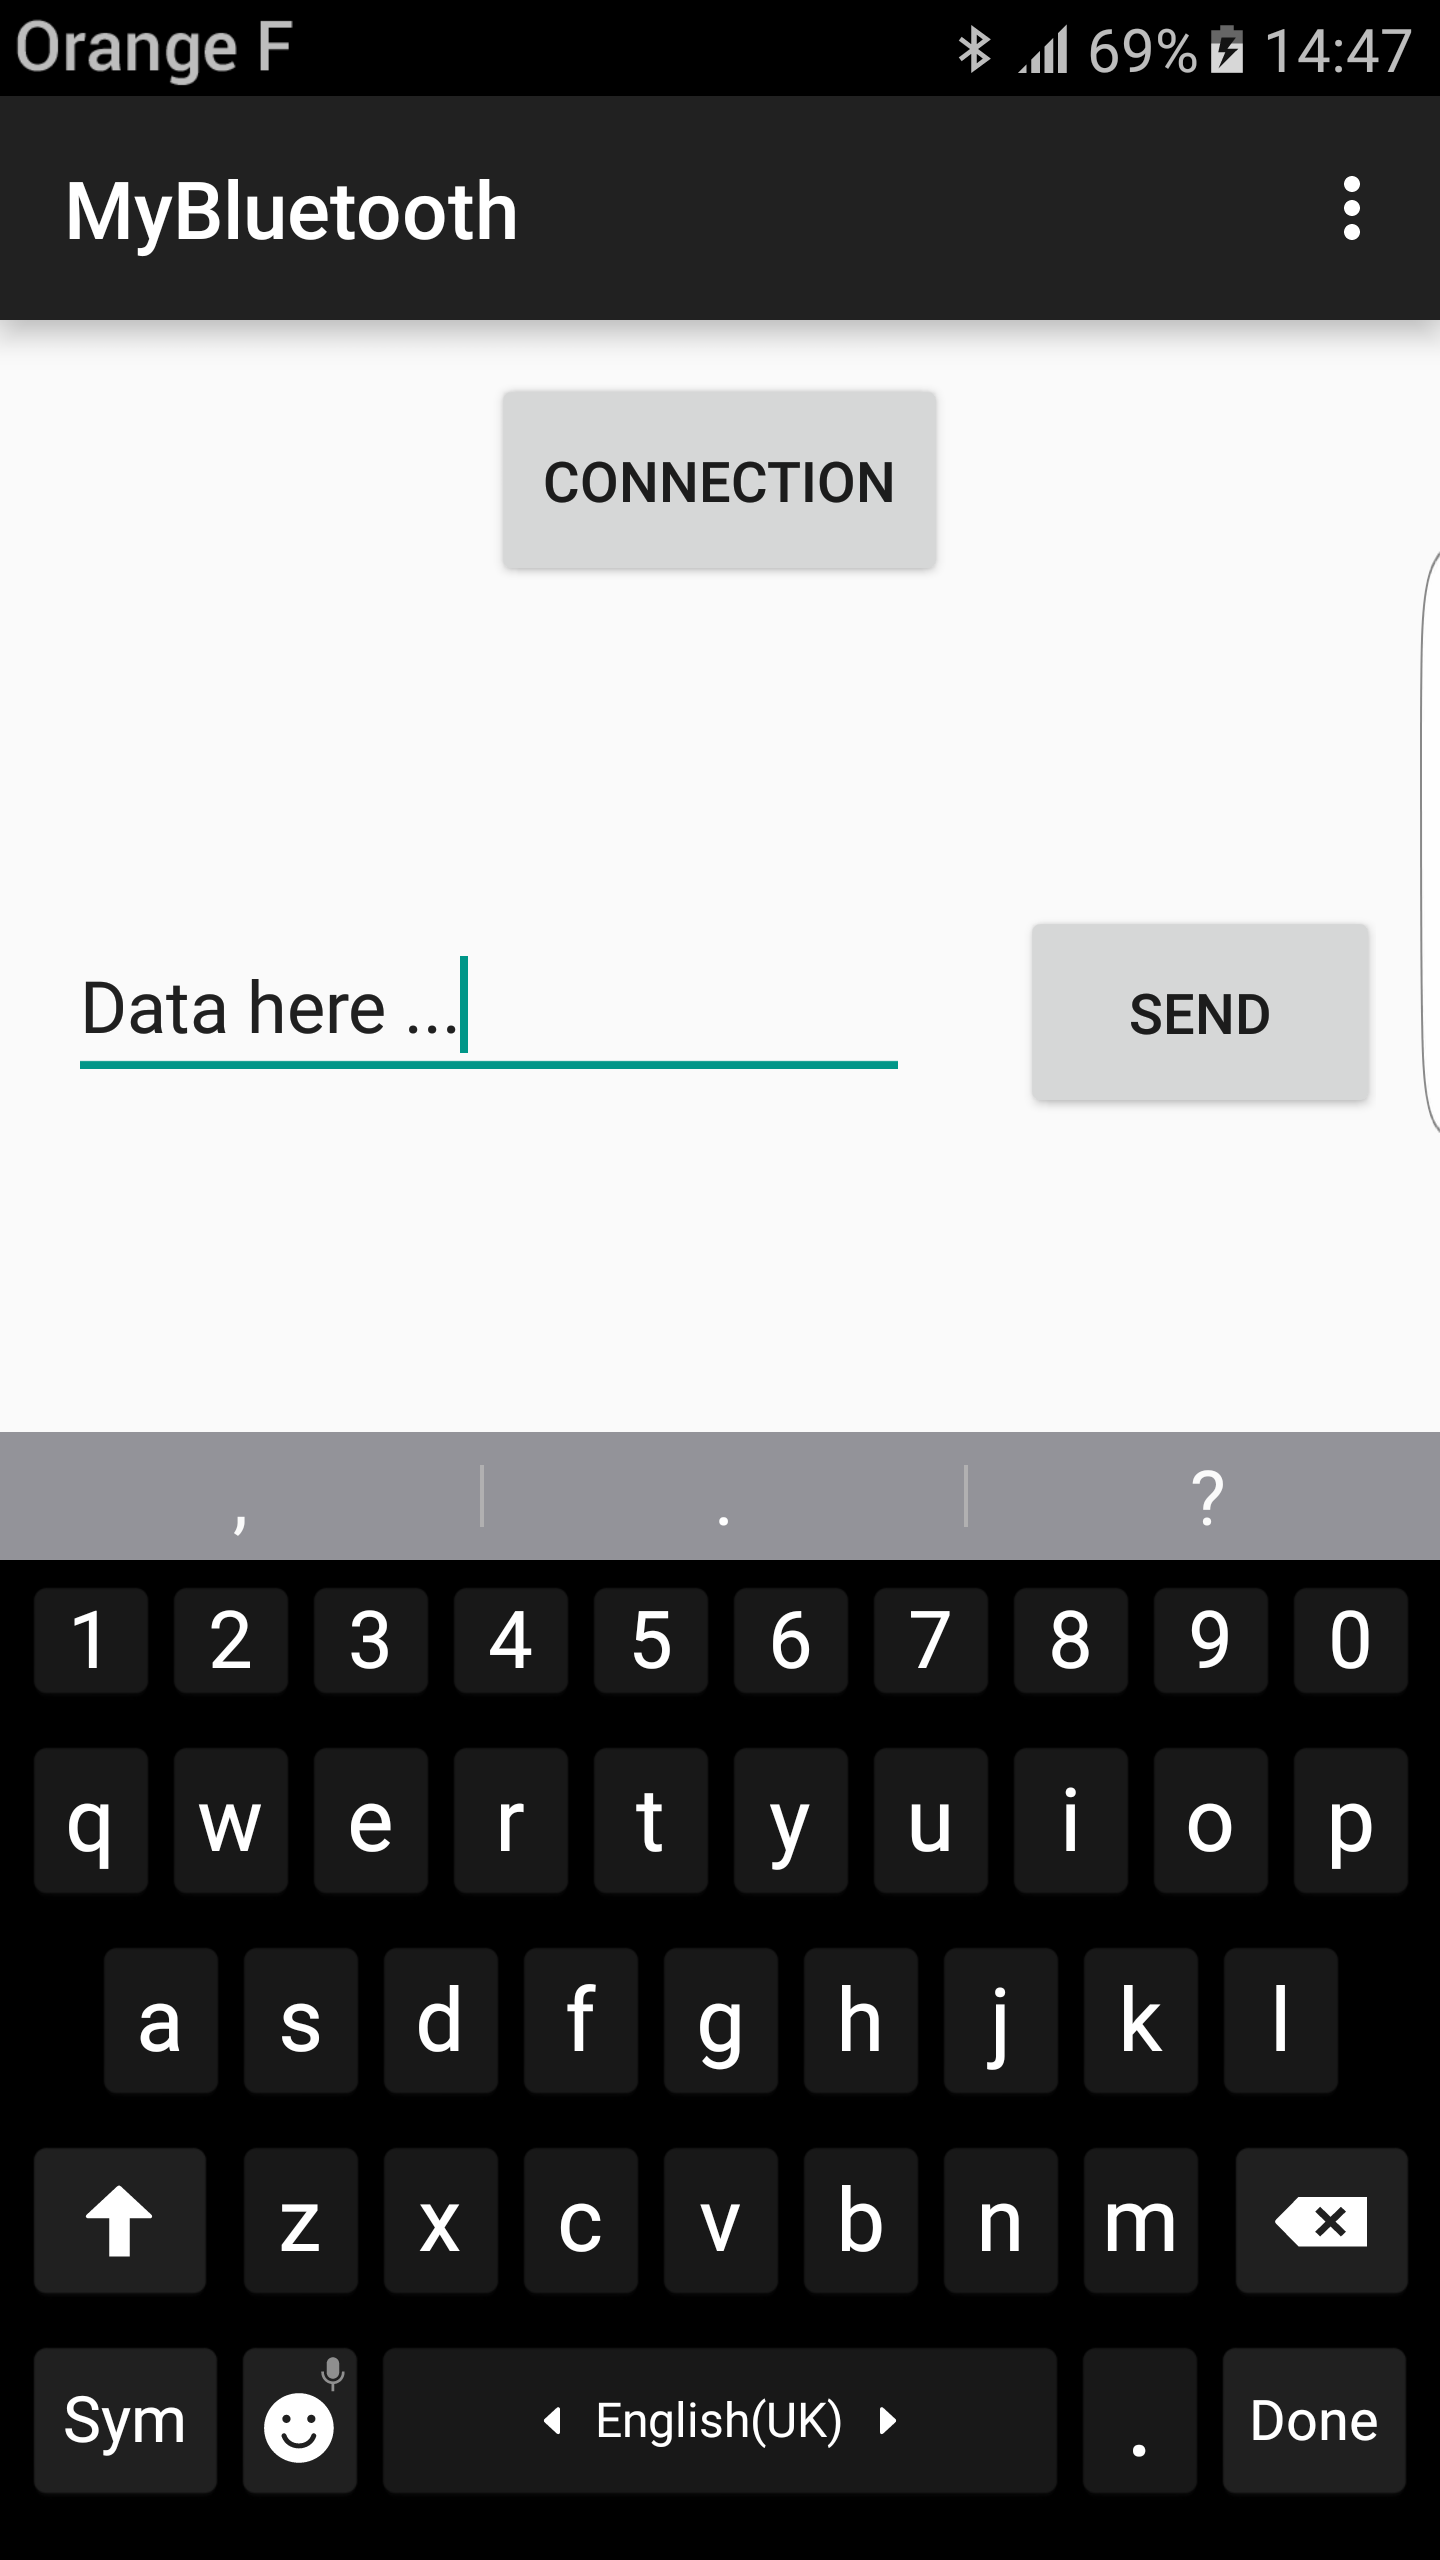 Orange F 69% 14:47
MyBluetooth
CONNECTION
Data here ...
SEND
, . ?
1 2 3 4 5 6 7 8 9 0
q w e r t y u i o p
a s d f g h j k l
z x c v b n m
Sym English(UK) . Done